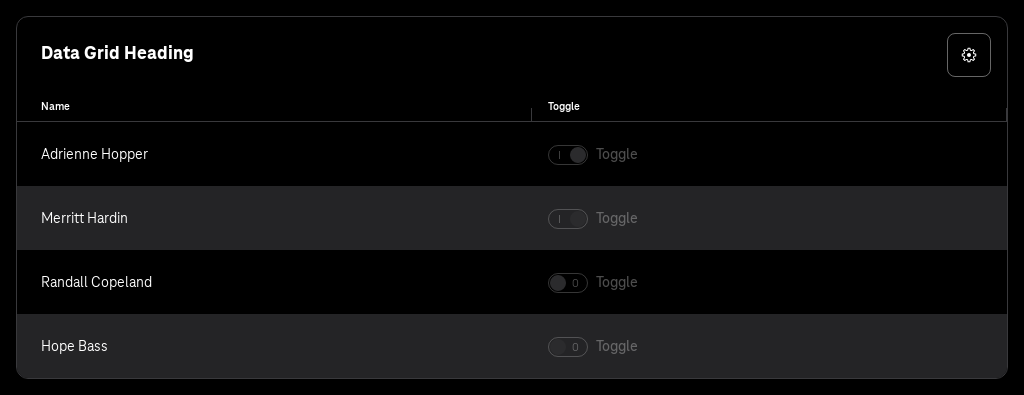 Data Grid Heading
Name Toggle
Adrienne Hopper Toggle
Merritt Hardin Toggle
Randall Copeland 0 Toggle
Hope Bass 0 Toggle